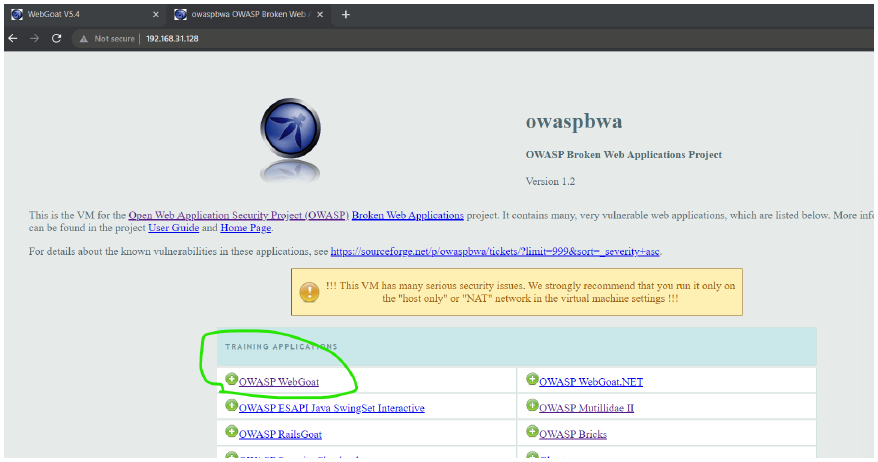 WebGoat V5.4
owaspbwa OWASP Broken Web
Not secure
192.168.31.128
owaspbwa
OWASP Broken Web Applications Project
Version 1.2
This is the VM for the Open Web Application Security Project (OWASP) Broken Web Applications project. It contains many, very vulnerable web applications, which are listed below. More info
can be found in the project User Guide and Home Page.
For details about the known vulnerabilities in these applications, see https://sourceforge.net/p/owaspbwa/tickets/?limit=999&sort=_severity+asc.
!!! This VM has many serious security issues. We strongly recommend that you run it only on
the "host only" or "NAT" network in the virtual machine settings !!!
TRAINING APPLICATIONS
OWASP WebGoat
OWASP WebGoat.NET
OWASP ESAPI Java SwingSet Interactive
OWASP Mutillidae II
OWASP RailsGoat
OWASP Bricks